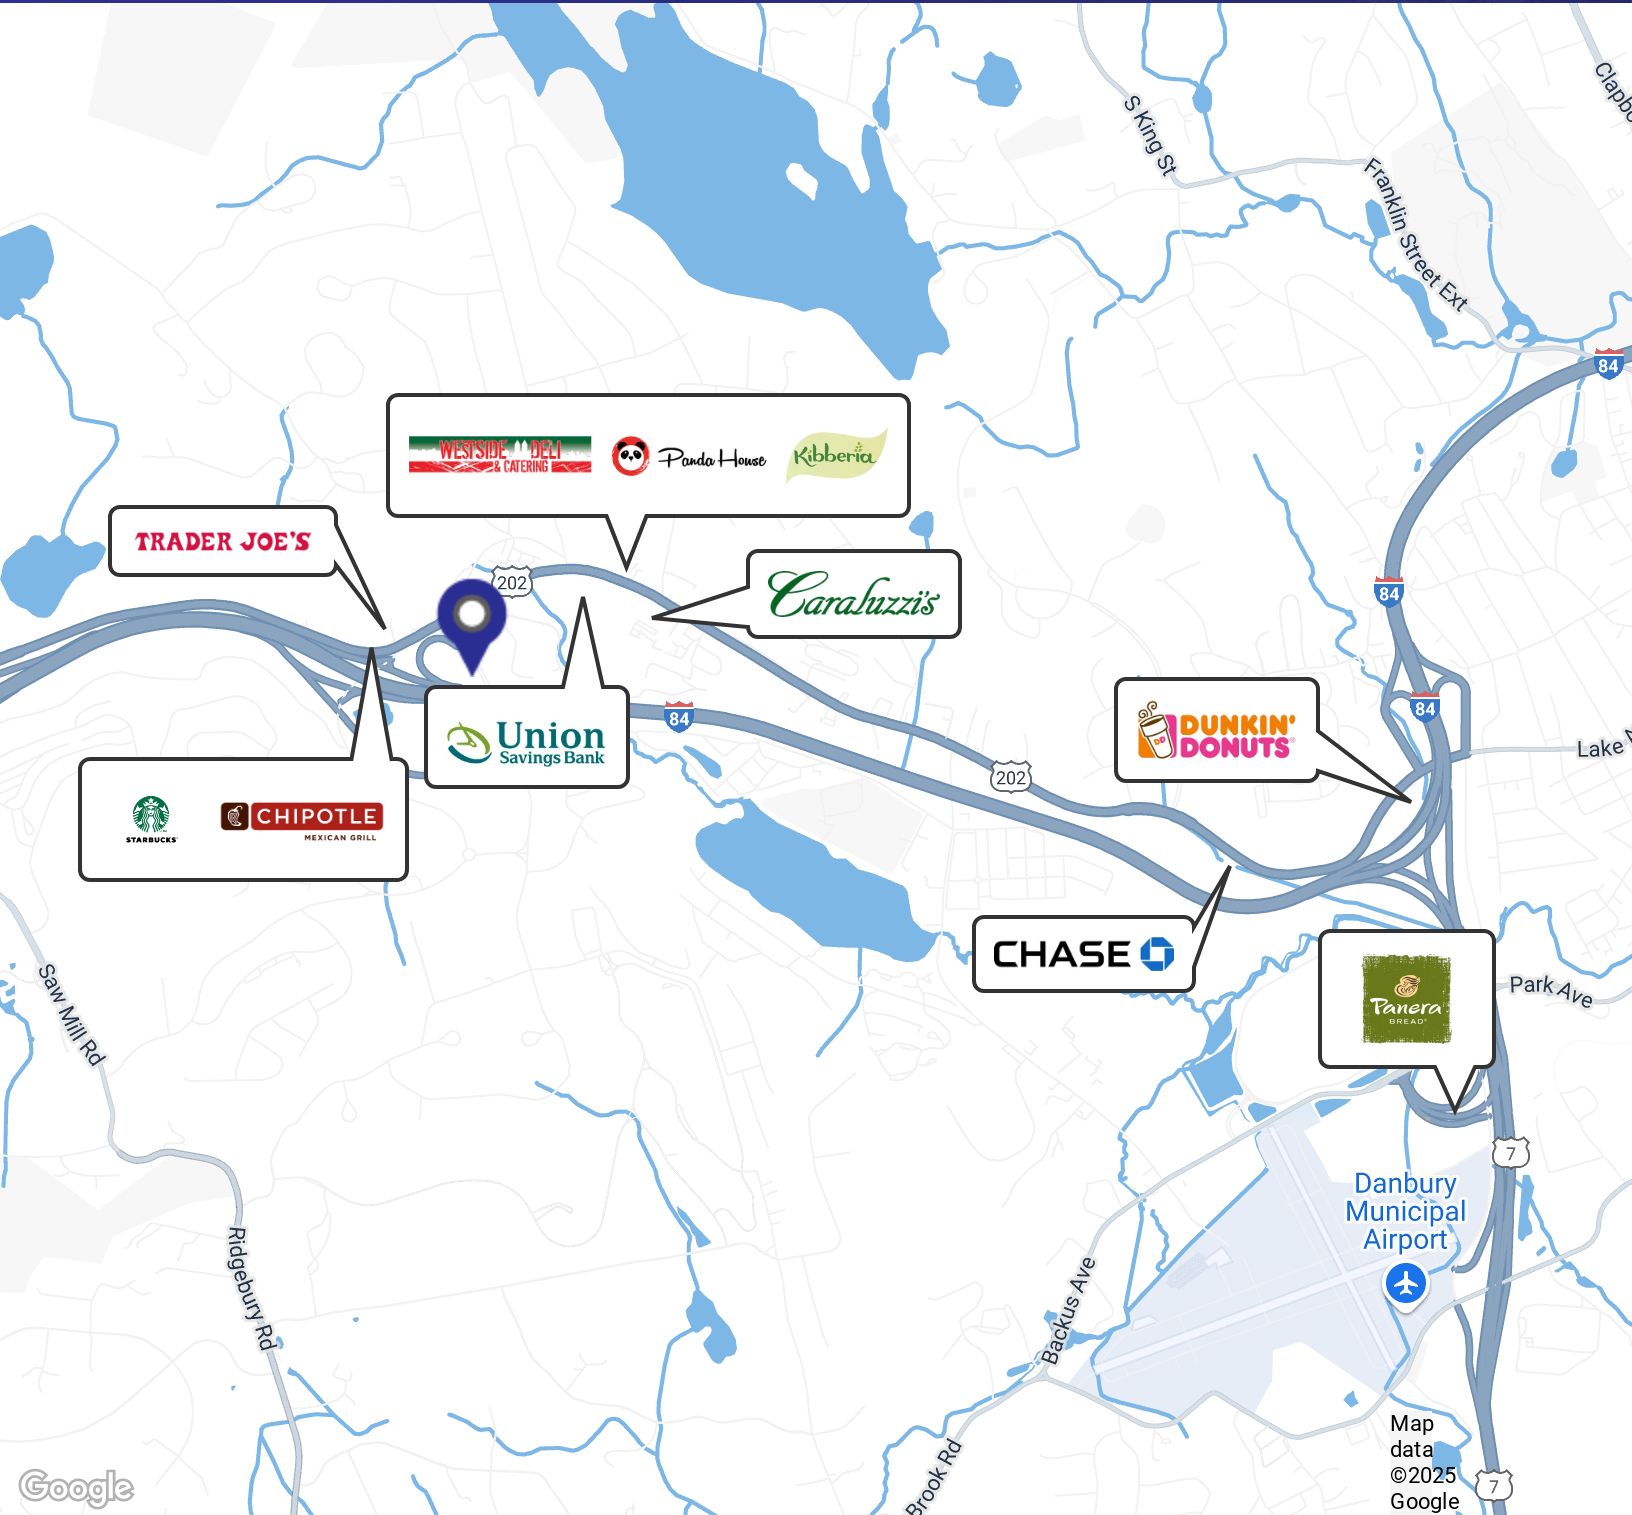 Clapbo
S King St
Franklin Street Ext
84
WESTSIDE DELI
& CATERING
Panda House
Kibberia
TRADER JOE'S
202
Caraluzzi's
84
84
84
Union
Savings Bank
DUNKIN'
DONUTS
Lake
202
STARBUCKS
CHIPOTLE
MEXICAN GRILL
CHASE
Panera
BREAD
Park Ave
Saw Mill Rd
7
Danbury
Municipal
Airport
Ridgebury Rd
Backus Ave
Brook Rd
Map
data
©2025
Google
7
Google